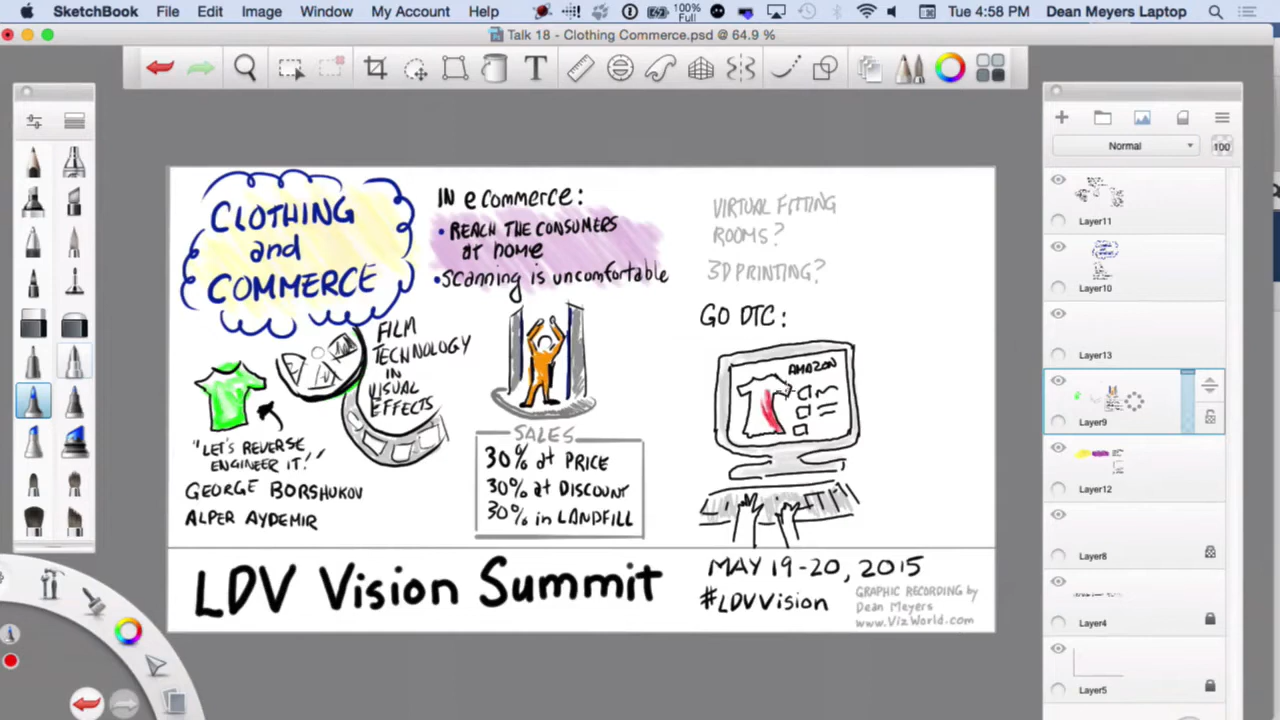 SketchBook File Edit Image Window My Account Help 100% Full Tue 4:58 PM Dean Meyers Laptop
Talk 18 - Clothing Commerce.psd @ 64.9 %
T
Normal 100
Layer11
Layer10
Layer13
Layer9
Layer12
Layer8
Layer4
Layer5
CLOTHING
and
COMMERCE
FILM
TECHNOLOGY
IN
VISUAL
EFFECTS
"LET'S REVERSE
ENGINEER IT!"
GEORGE BORSHUKOV
ALPER AYDEMIR
IN eCommerce:
• REACH THE CONSUMERS
at home
• Scanning is uncomfortable
SALES
30% at PRICE
30% at DISCOUNT
30% in LANDFILL
VIRTUAL FITTING
ROOMS?
3D PRINTING?
GO DTC:
AMAZON
LDV Vision Summit
MAY 19-20, 2015
#LDVVision
GRAPHIC RECORDING by
Dean Meyers
www.VizWorld.com